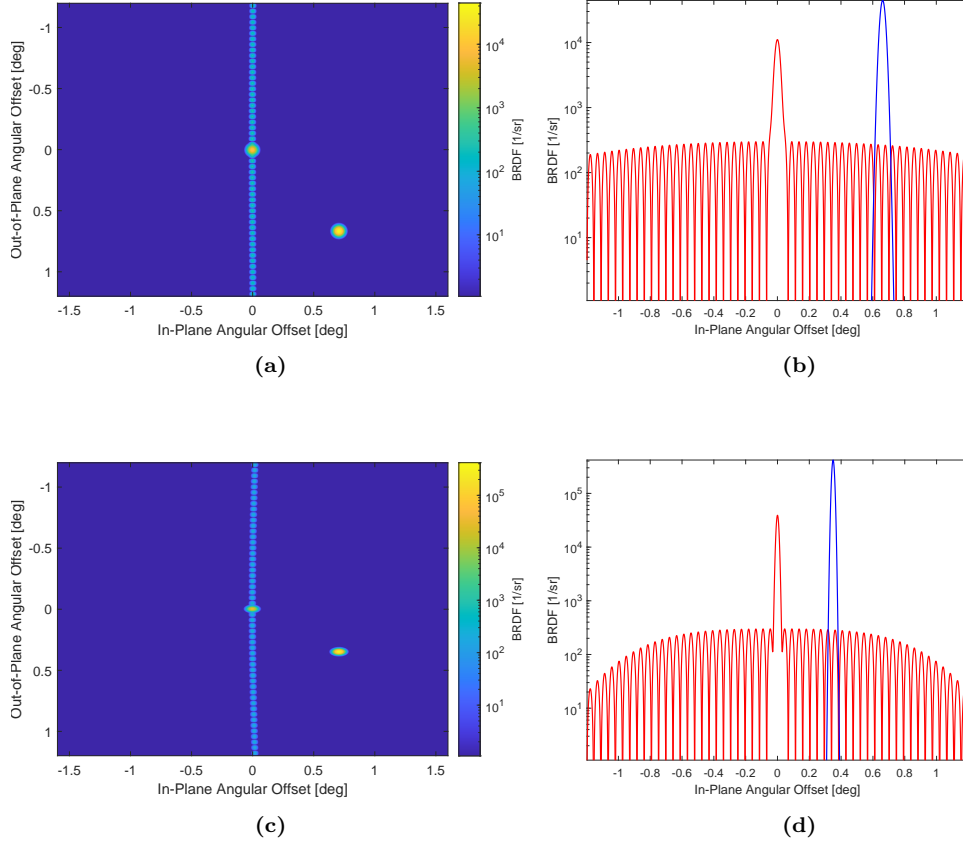 -1
-0.5
0
0.5
1
Out-of-Plane Angular Offset [deg]
-1.5 -1 -0.5 0 0.5 1 1.5
In-Plane Angular Offset [deg]
10^4
10^3
10^2
10^1
BRDF [1/sr]
(a)
10^4
10^3
10^2
10^1
BRDF [1/sr]
-1 -0.8 -0.6 -0.4 -0.2 0 0.2 0.4 0.6 0.8 1
In-Plane Angular Offset [deg]
(b)
-1
-0.5
0
0.5
1
Out-of-Plane Angular Offset [deg]
-1.5 -1 -0.5 0 0.5 1 1.5
In-Plane Angular Offset [deg]
10^5
10^4
10^3
10^2
10^1
BRDF [1/sr]
(c)
10^5
10^4
10^3
10^2
10^1
BRDF [1/sr]
-1 -0.8 -0.6 -0.4 -0.2 0 0.2 0.4 0.6 0.8 1
In-Plane Angular Offset [deg]
(d)